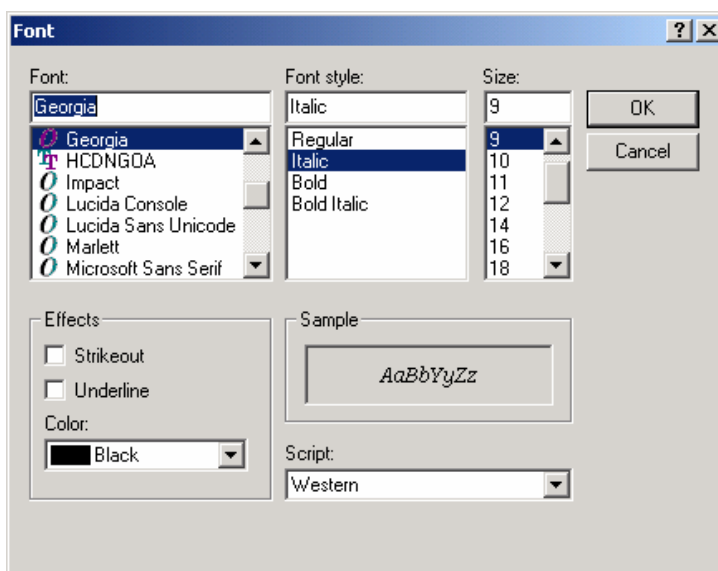 Font
Font:
Georgia
Georgia
HCDNGOA
Impact
Lucida Console
Lucida Sans Unicode
Marlett
Microsoft Sans Serif
Font style:
Italic
Regular
Italic
Bold
Bold Italic
Size:
9
9
10
11
12
14
16
18
OK
Cancel
Effects
Strikeout
Underline
Color:
Black
Sample
AaBbYyZz
Script:
Western